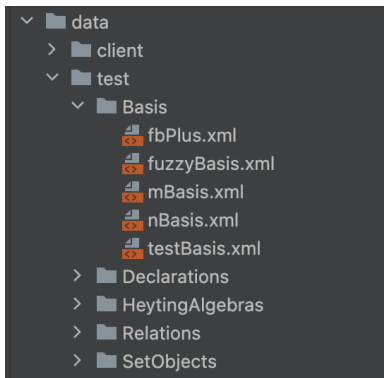 data
client
test
Basis
fbPlus.xml
fuzzyBasis.xml
mBasis.xml
nBasis.xml
testBasis.xml
Declarations
HeytingAlgebras
Relations
SetObjects